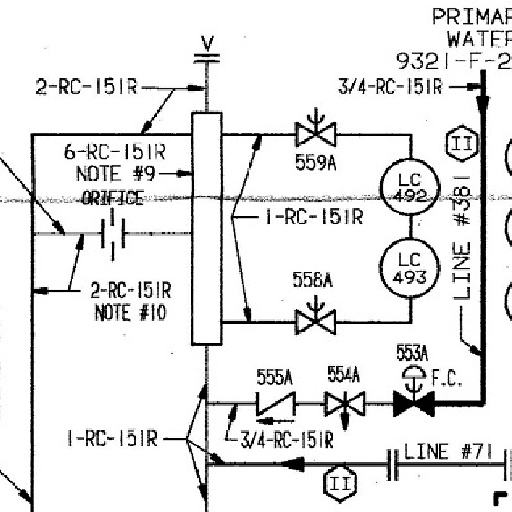 PRIMAR
WATER
9321-F-2
V
2-RC-151R
3/4-RC-151R
6-RC-151R
NOTE #9
ORIFICE
559A
II
LC
492
1-RC-151R
LINE #381
LC
493
558A
2-RC-151R
NOTE #10
553A
F.C.
555A
554A
1-RC-151R
3/4-RC-151R
LINE #71
II